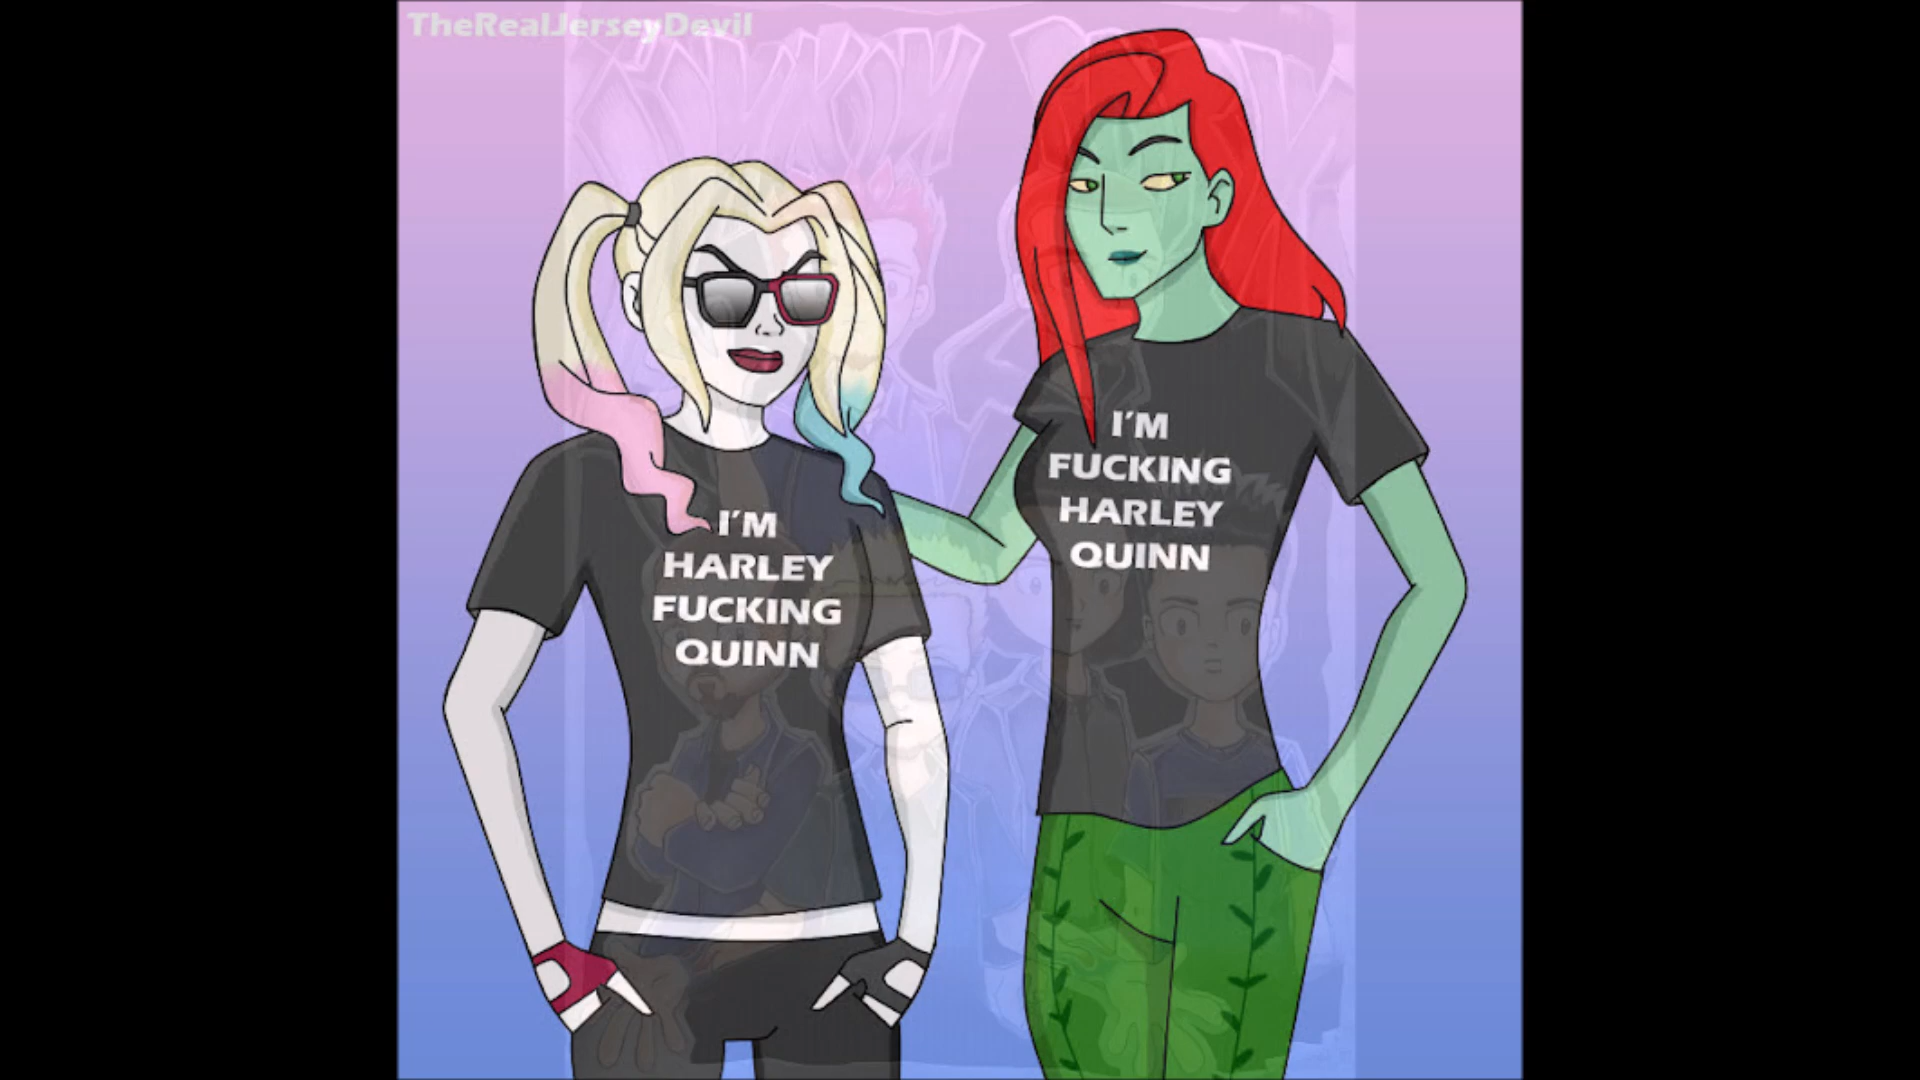 TheRealJerseyDevil
I´M
FUCKING
HARLEY
QUINN
I´M
HARLEY
FUCKING
QUINN